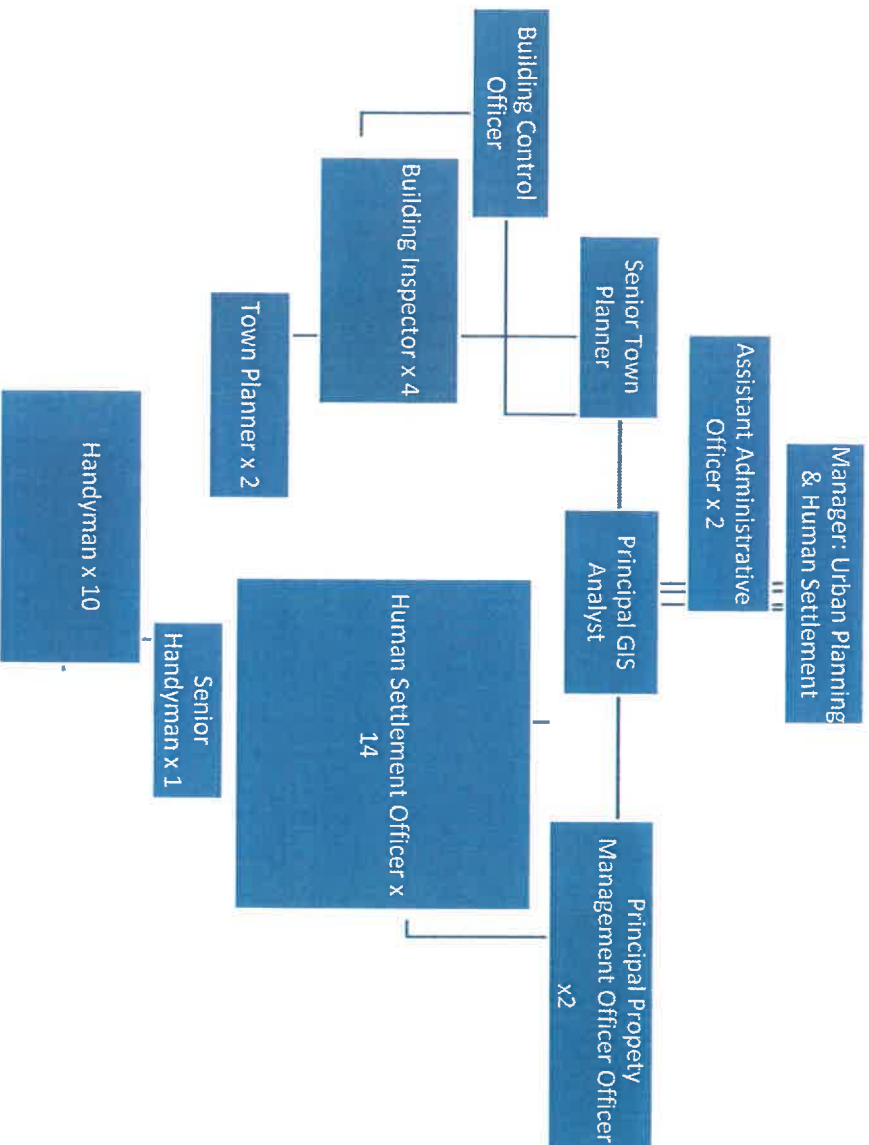 Manager: Urban Planning
& Human Settlement
Assistant Administrative
Officer x 2
Senior Town
Planner
Principal GIS
Analyst
Principal Propety
Management Officer Officer
x2
Building Control
Officer
Building Inspector x 4
Town Planner x 2
Human Settlement Officer x
14
Senior
Handyman x 1
Handyman x 10